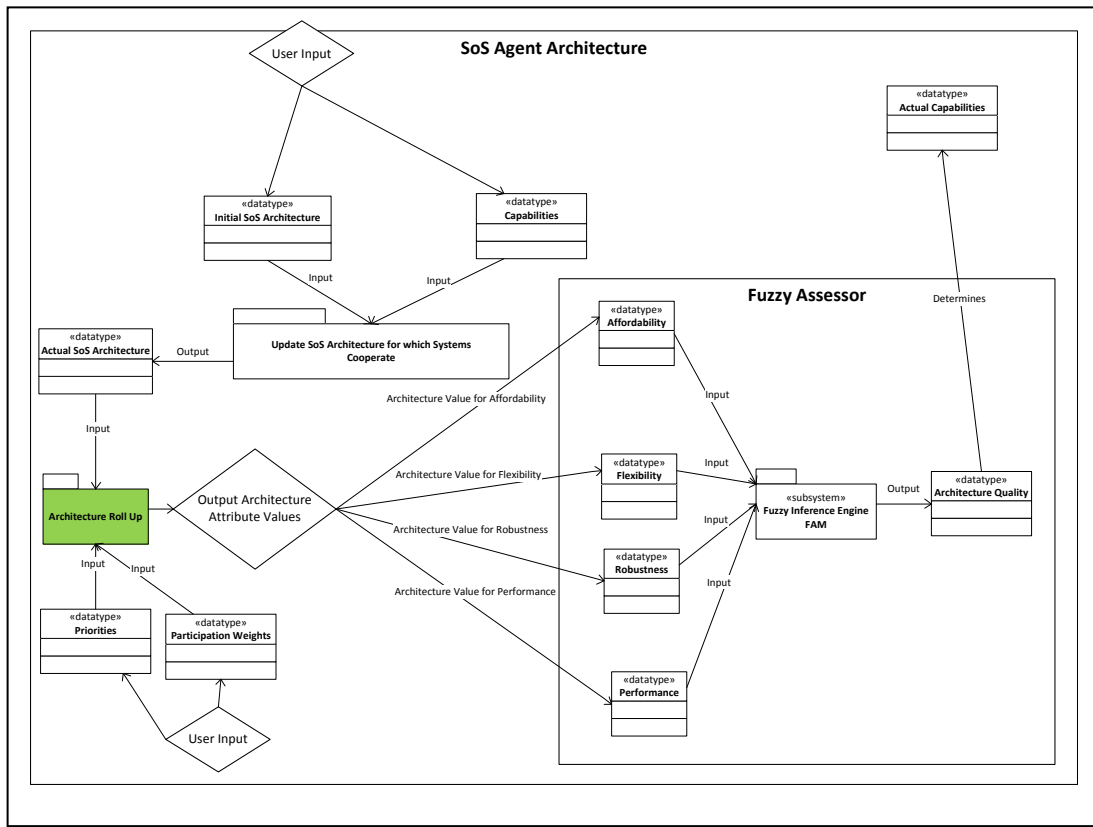 SoS Agent Architecture
User Input
«datatype»
Actual Capabilities
«datatype»
Initial SoS Architecture
«datatype»
Capabilities
Input
Input
Fuzzy Assessor
Determines
«datatype»
Affordability
«datatype»
Actual SoS Architecture
Output
Update SoS Architecture for which Systems
Cooperate
Input
Architecture Value for Affordability
Input
Architecture Value for Flexibility
«datatype»
Flexibility
Input
Architecture Roll Up
Output Architecture
Attribute Values
«subsystem»
Fuzzy Inference Engine
FAM
Output
«datatype»
Architecture Quality
Architecture Value for Robustness
Input
«datatype»
Robustness
Input
Input
Input
Architecture Value for Performance
«datatype»
Priorities
«datatype»
Participation Weights
«datatype»
Performance
User Input